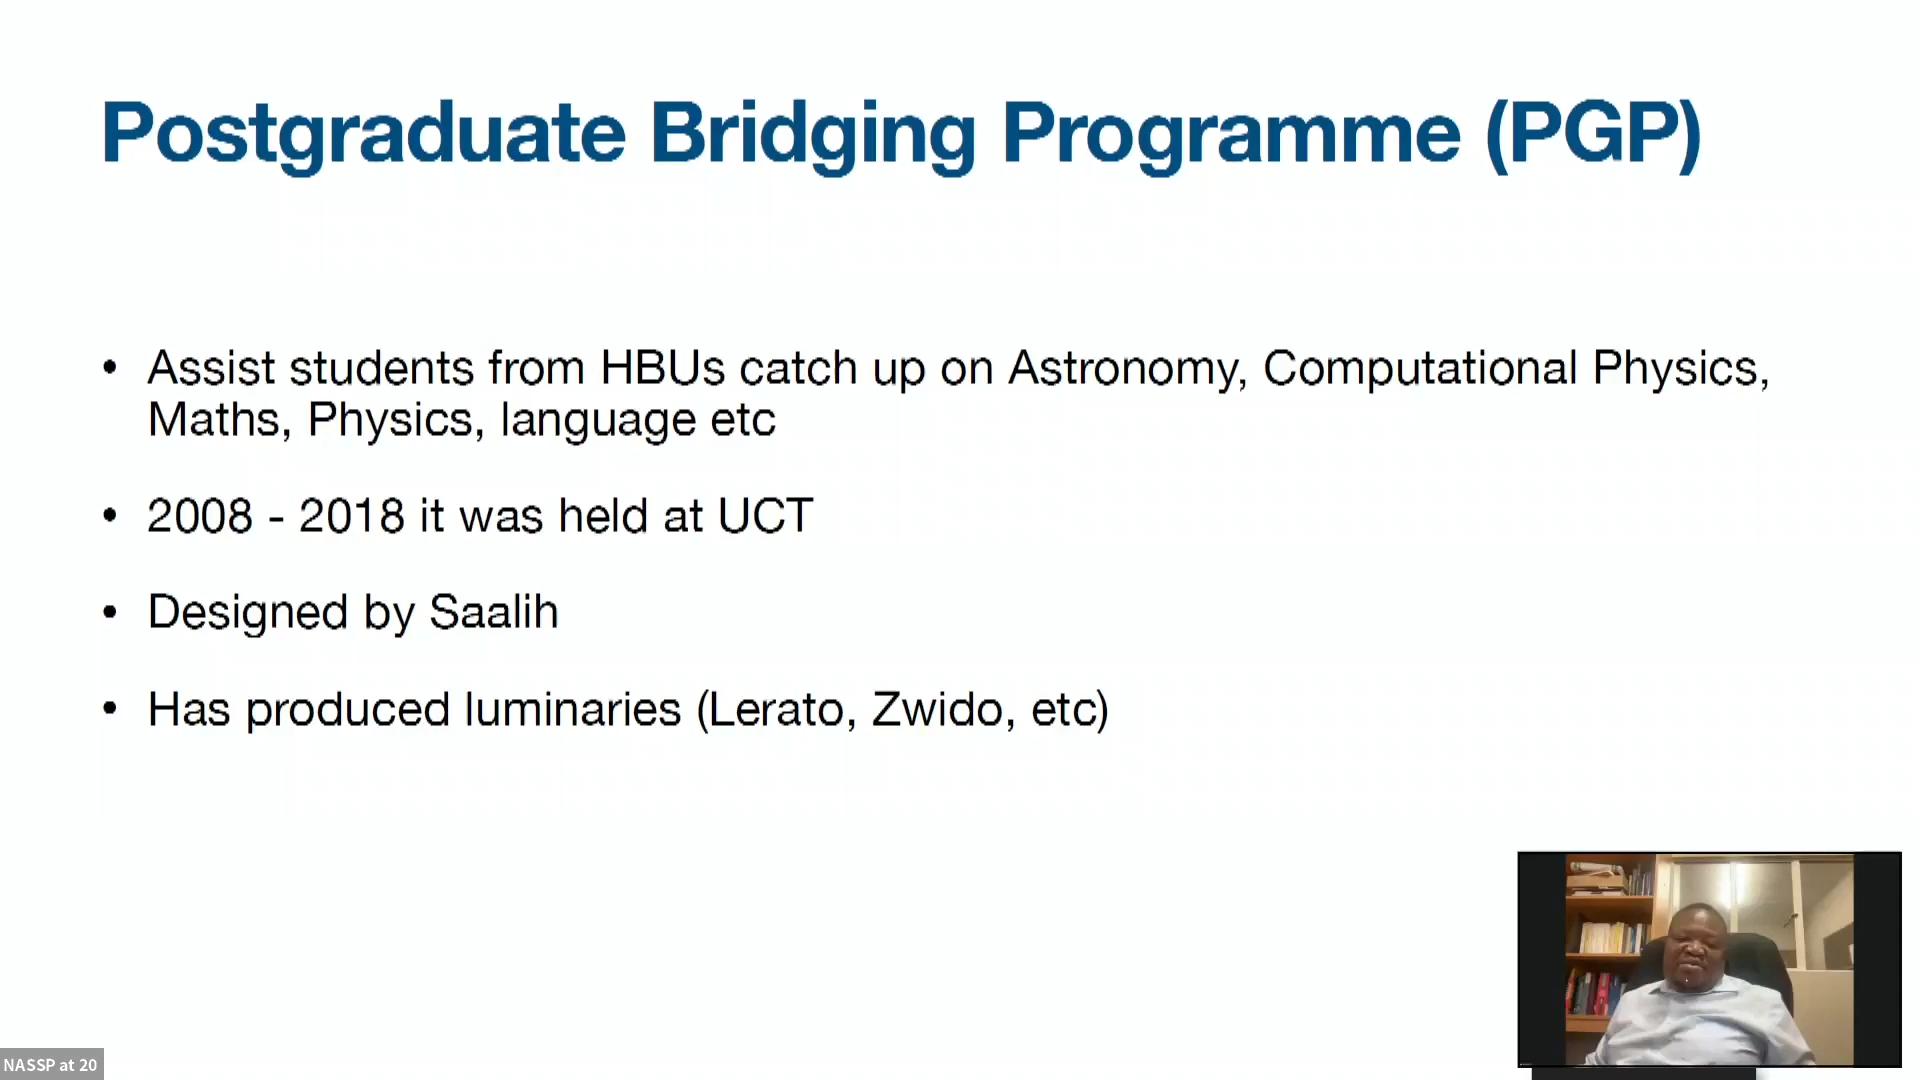 Postgraduate Bridging Programme (PGP)
• Assist students from HBUs catch up on Astronomy, Computational Physics,
Maths, Physics, language etc
• 2008 - 2018 it was held at UCT
• Designed by Saalih
• Has produced luminaries (Lerato, Zwido, etc)
NASSP at 20